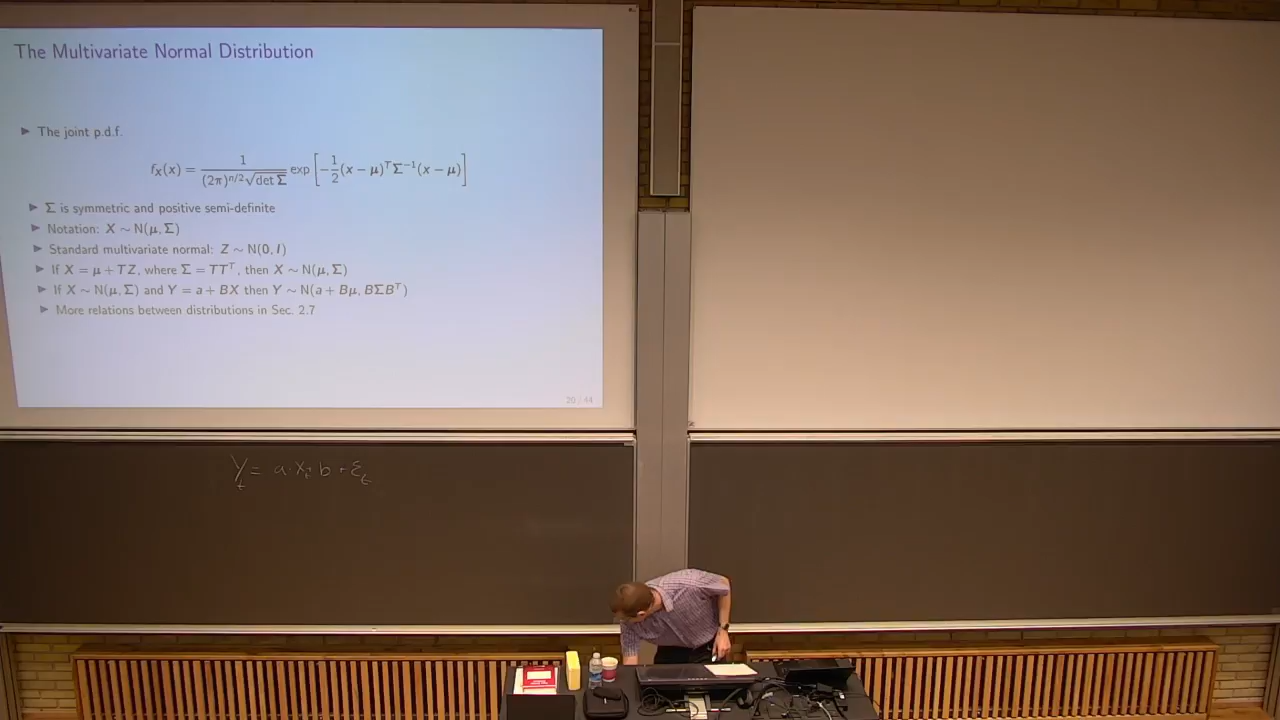 The Multivariate Normal Distribution
▶ The joint p.d.f.
f_X(x) = 1 / ((2π)^{n/2} √det Σ) exp[−1/2 (x − μ)^T Σ^{−1} (x − μ)]
▶ Σ is symmetric and positive semi-definite
▶ Notation: X ∼ N(μ, Σ)
▶ Standard multivariate normal: Z ∼ N(0, I)
▶ If X = μ + TZ, where Σ = TT^T, then X ∼ N(μ, Σ)
▶ If X ∼ N(μ, Σ) and Y = a + BX then Y ∼ N(a + Bμ, BΣB^T)
▶ More relations between distributions in Sec. 2.7
20 / 44
Y_t = a·X_t + b + ε_t